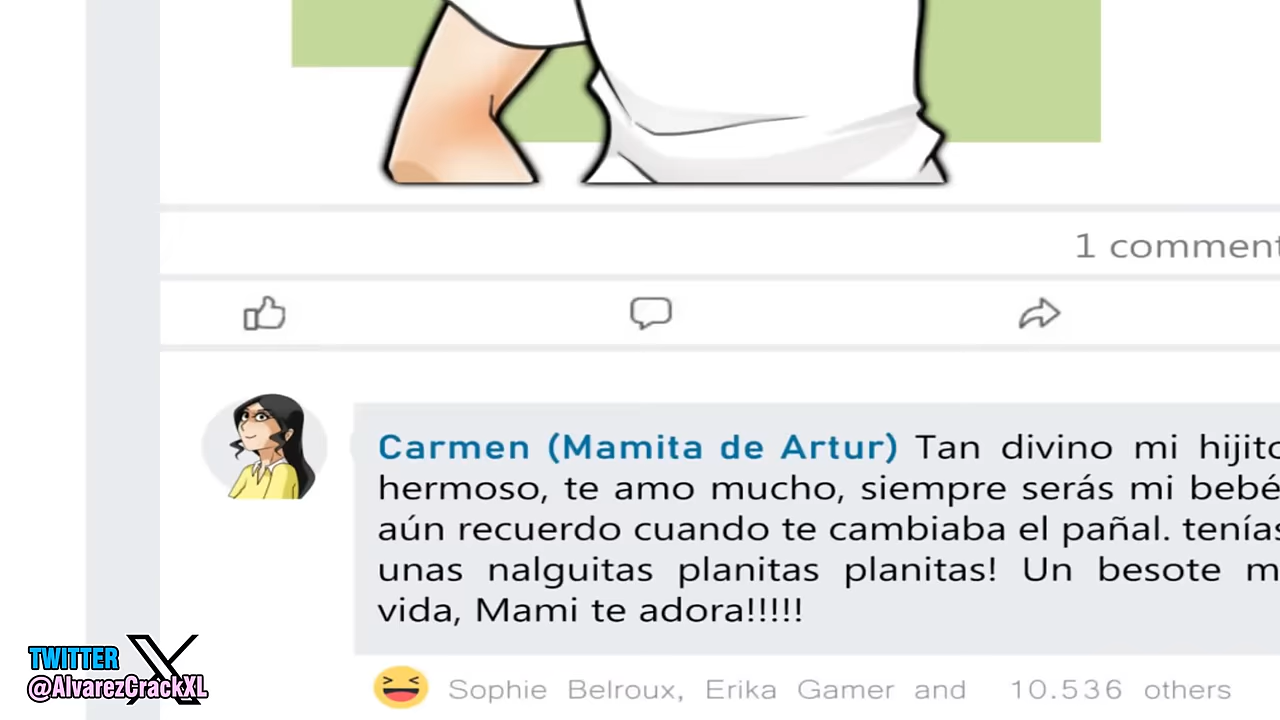 1 comment
Carmen (Mamita de Artur) Tan divino mi hijito
hermoso, te amo mucho, siempre serás mi bebé
aún recuerdo cuando te cambiaba el pañal. tenías
unas nalguitas planitas planitas! Un besote m
vida, Mami te adora!!!!!
Sophie Belroux, Erika Gamer and 10.536 others
TWITTER X
@AlvarezCrackXL